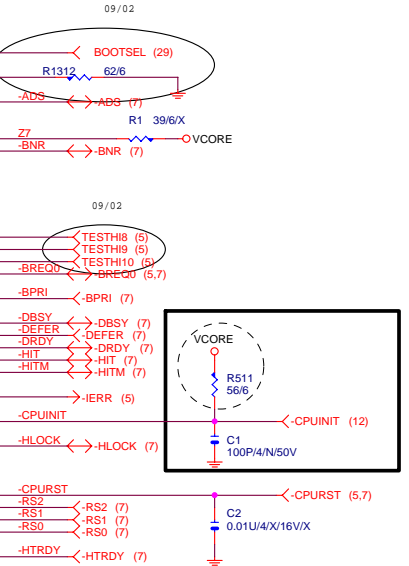 09/02
BOOTSEL (29)
R1312 62/6
-ADS -ADS (7)
R1 39/6/X
Z7 VCORE
-BNR -BNR (7)
09/02
TESTHI8 (5)
TESTHI9 (5)
TESTHI10 (5)
-BREQ0 -BREQ0 (5,7)
-BPRI -BPRI (7)
-DBSY -DBSY (7)
-DEFER -DEFER (7)
-DRDY -DRDY (7)
-HIT -HIT (7)
-HITM -HITM (7)
-IERR (5)
VCORE
R511
56/6
-CPUINIT -CPUINIT (12)
-HLOCK -HLOCK (7)
C1
100P/4/N/50V
-CPURST -CPURST (5,7)
-RS2 -RS2 (7)
-RS1 -RS1 (7)
-RS0 -RS0 (7)
C2
0.01U/4/X/16V/X
-HTRDY -HTRDY (7)